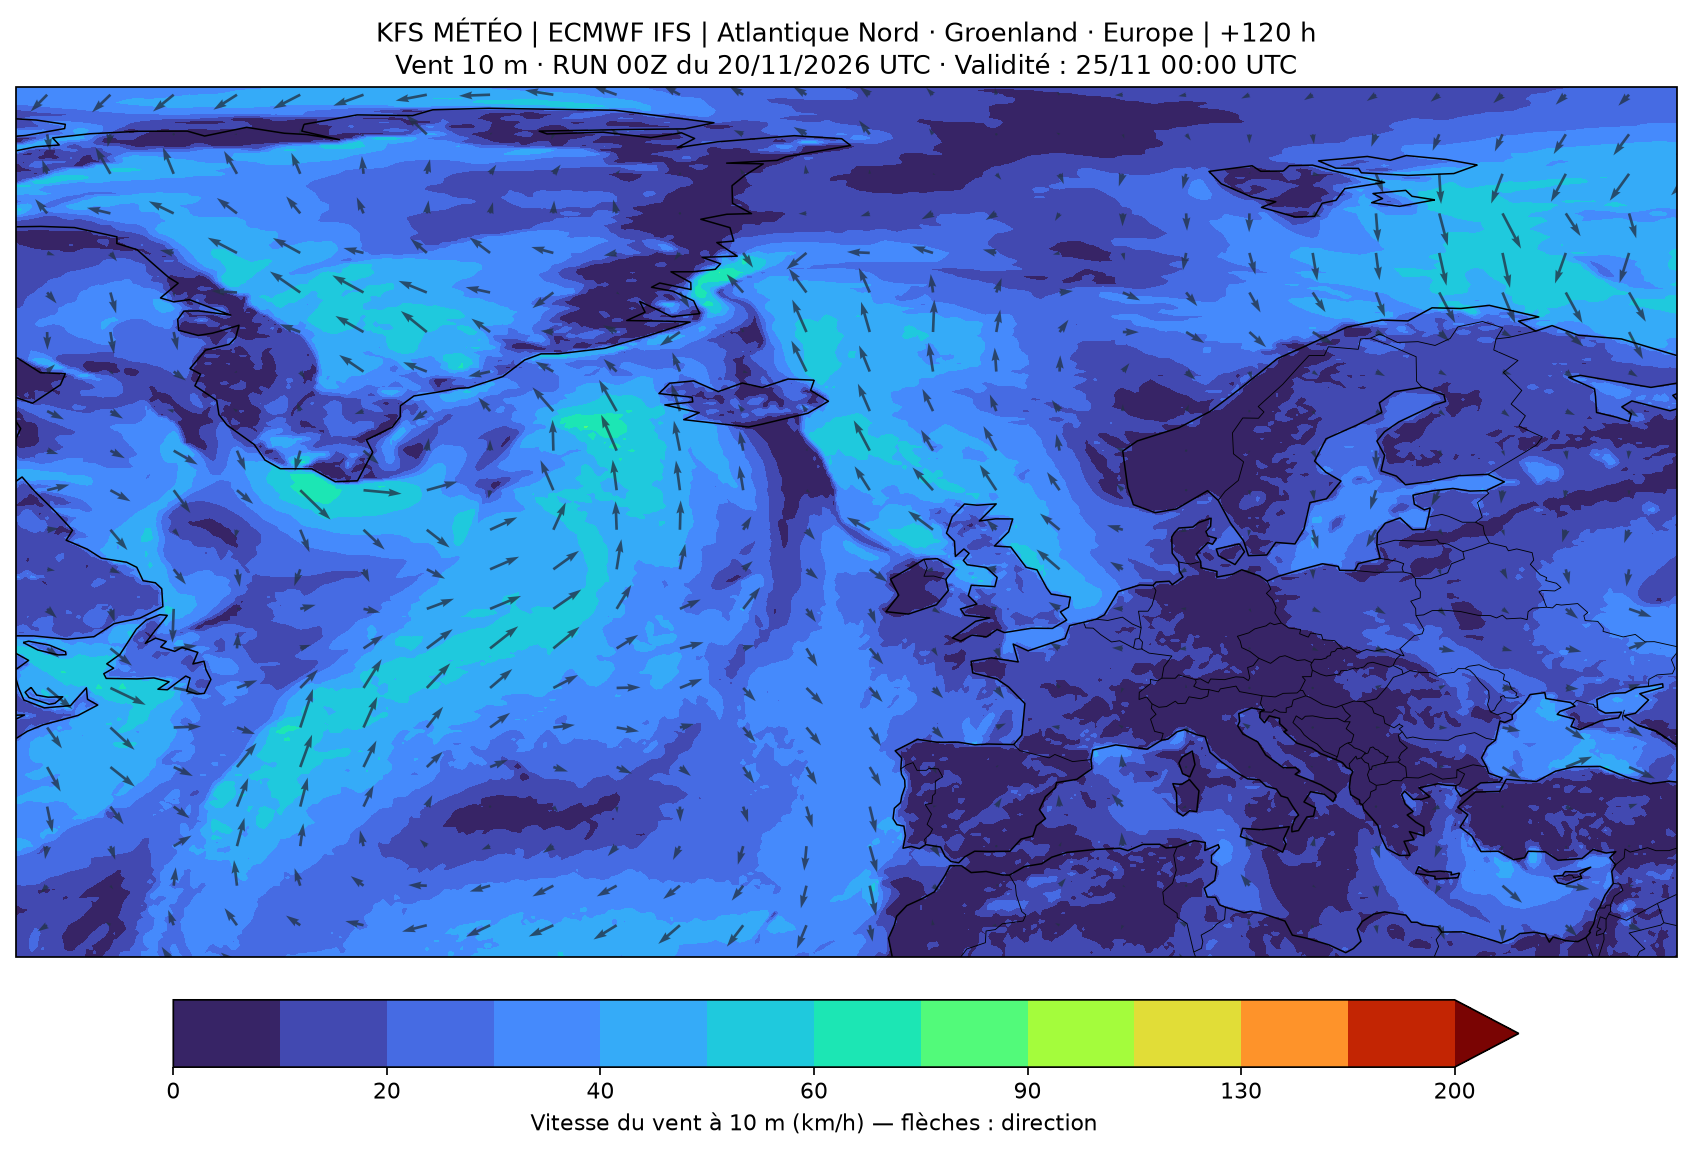 KFS MÉTÉO | ECMWF IFS | Atlantique Nord · Groenland · Europe | +120 h
Vent 10 m · RUN 00Z du 20/11/2026 UTC · Validité : 25/11 00:00 UTC
0 20 40 60 90 130 200
Vitesse du vent à 10 m (km/h) — flèches : direction